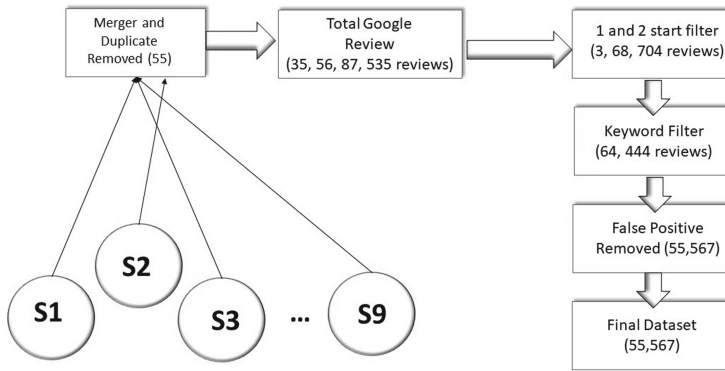 Merger and
Duplicate
Removed (55)
Total Google
Review
(35, 56, 87, 535 reviews)
1 and 2 start filter
(3, 68, 704 reviews)
Keyword Filter
(64, 444 reviews)
False Positive
Removed (55,567)
Final Dataset
(55,567)
S1
S2
S3
...
S9